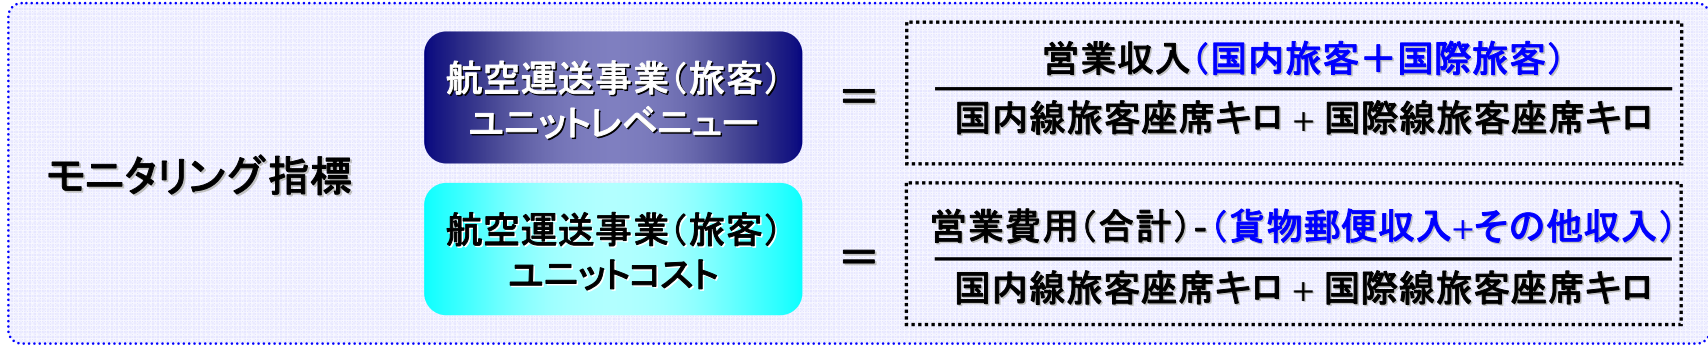 モニタリング指標
航空運送事業（旅客）
ユニットレベニュー
＝
営業収入（国内旅客＋国際旅客）
国内線旅客座席キロ + 国際線旅客座席キロ
航空運送事業（旅客）
ユニットコスト
＝
営業費用（合計）-（貨物郵便収入+その他収入）
国内線旅客座席キロ + 国際線旅客座席キロ